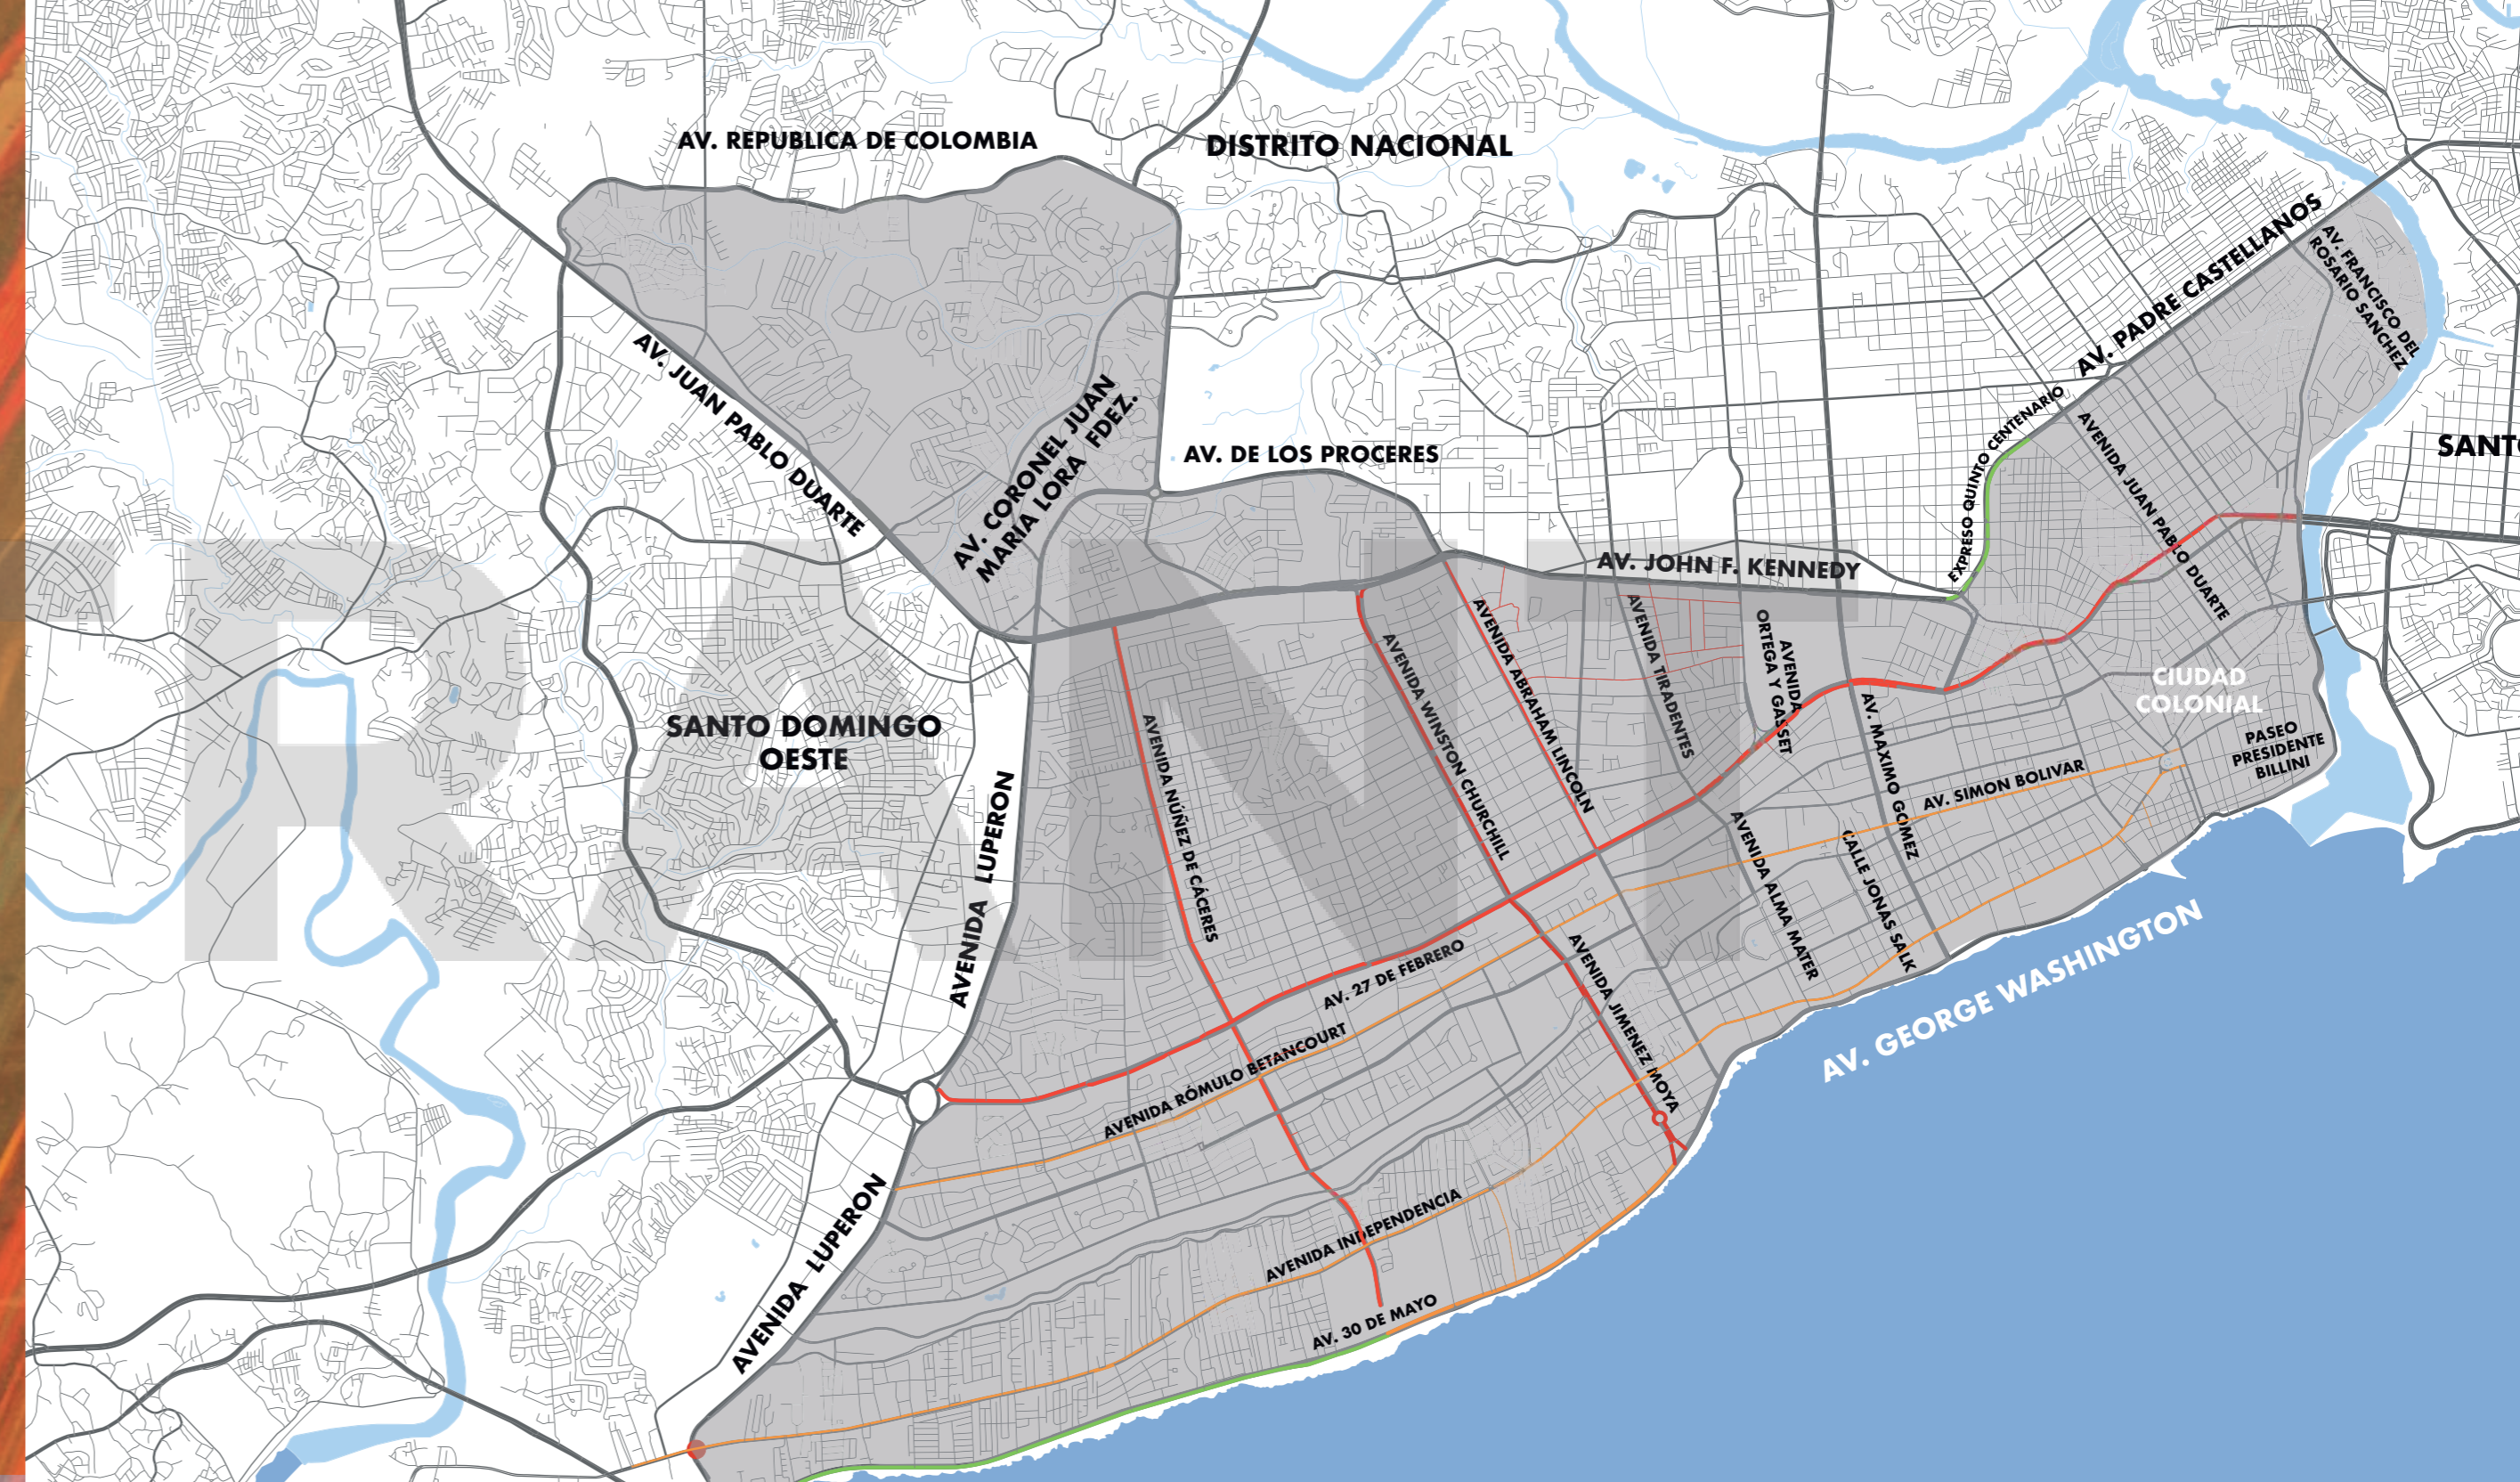 AV. REPUBLICA DE COLOMBIA
DISTRITO NACIONAL
AV. PADRE CASTELLANOS
AV. FRANCISCO DEL
ROSARIO SANCHEZ
AV. JUAN PABLO DUARTE
AV. CORONEL JUAN
MARIA LORA FDEZ.
AV. DE LOS PROCERES
EXPRESO QUINTO CENTENARIO
AVENIDA JUAN PABLO DUARTE
SANTO
AV. JOHN F. KENNEDY
RANT
SANTO DOMINGO
OESTE
AVENIDA LUPERON
AVENIDA NÚÑEZ DE CÁCERES
AVENIDA WINSTON CHURCHILL
AVENIDA ABRAHAM LINCOLN
AVENIDA TIRADENTES
AVENIDA
ORTEGA Y GASSET
AV. MAXIMO GOMEZ
CIUDAD
COLONIAL
PASEO
PRESIDENTE
BILLINI
AV. SIMON BOLIVAR
AVENIDA ALMA MATER
CALLE JONAS SALK
AV. 27 DE FEBRERO
AVENIDA JIMENEZ MOYA
AV. GEORGE WASHINGTON
AVENIDA RÓMULO BETANCOURT
AVENIDA LUPERON
AVENIDA INDEPENDENCIA
AV. 30 DE MAYO